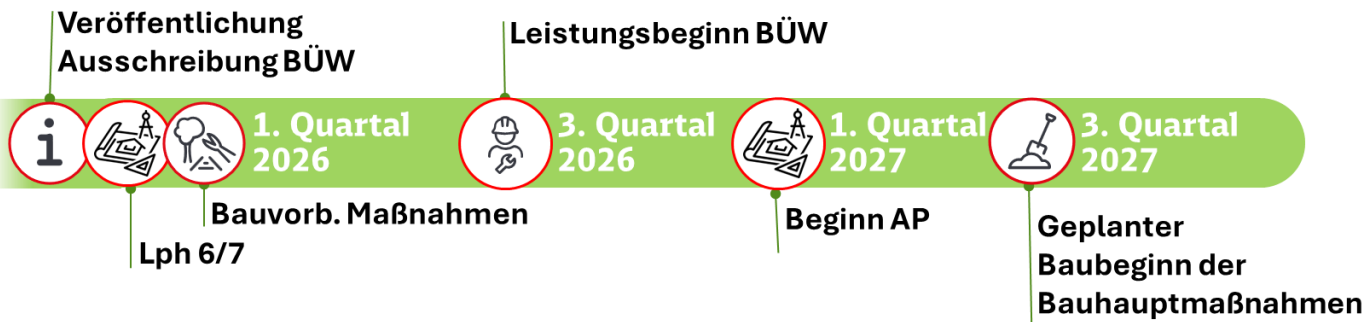 Veröffentlichung
Ausschreibung BÜW
Leistungsbeginn BÜW
i
1. Quartal
2026
3. Quartal
2026
1. Quartal
2027
3. Quartal
2027
Bauvorb. Maßnahmen
Lph 6/7
Beginn AP
Geplanter
Baubeginn der
Bauhauptmaßnahmen